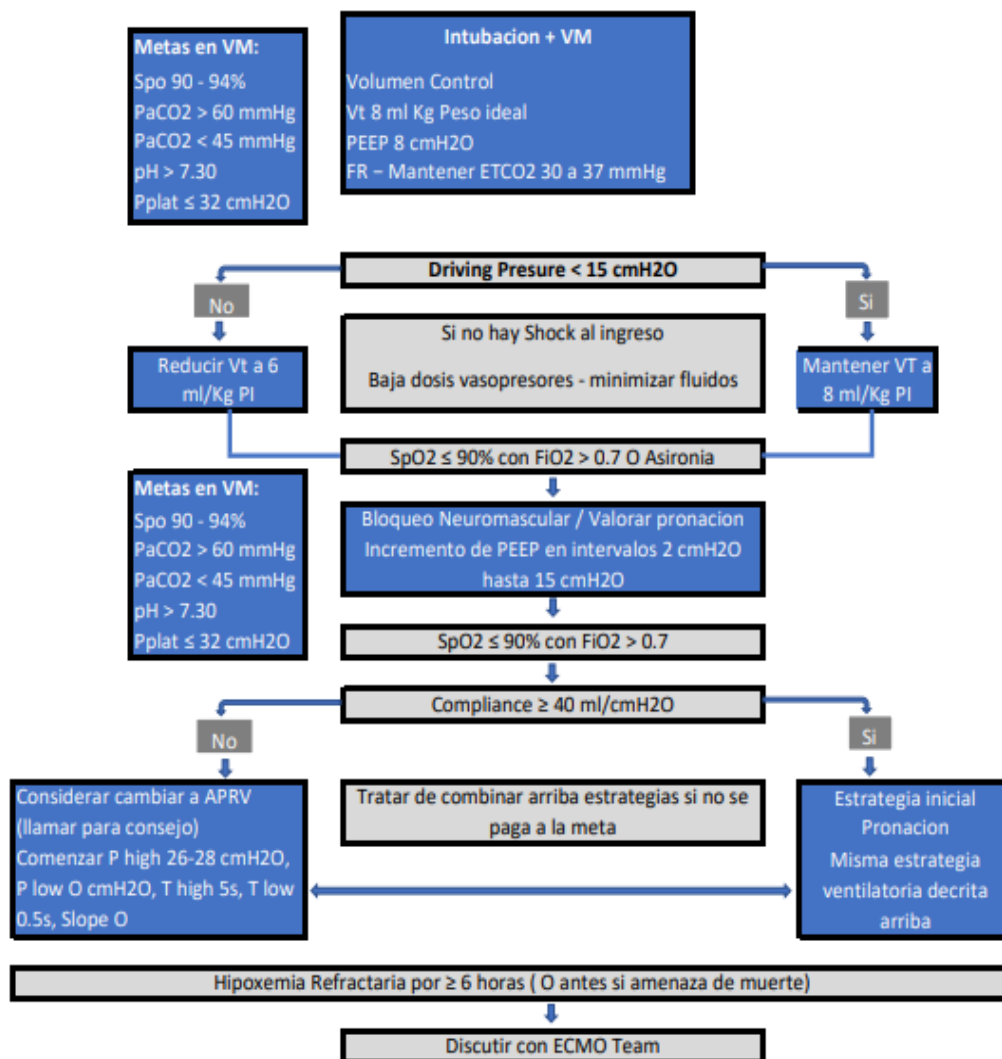 Metas en VM:
Spo 90 - 94%
PaCO2 > 60 mmHg
PaCO2 < 45 mmHg
pH > 7.30
Pplat ≤ 32 cmH2O
Intubacion + VM
Volumen Control
Vt 8 ml Kg Peso ideal
PEEP 8 cmH2O
FR – Mantener ETCO2 30 a 37 mmHg
Driving Presure < 15 cmH2O
No
Si
Reducir Vt a 6
ml/Kg PI
Si no hay Shock al ingreso
Baja dosis vasopresores - minimizar fluidos
Mantener VT a
8 ml/Kg PI
SpO2 ≤ 90% con FiO2 > 0.7 O Asironia
Metas en VM:
Spo 90 - 94%
PaCO2 > 60 mmHg
PaCO2 < 45 mmHg
pH > 7.30
Pplat ≤ 32 cmH2O
Bloqueo Neuromascular / Valorar pronacion
Incremento de PEEP en intervalos 2 cmH2O
hasta 15 cmH2O
SpO2 ≤ 90% con FiO2 > 0.7
Compliance ≥ 40 ml/cmH2O
No
Si
Considerar cambiar a APRV
(llamar para consejo)
Comenzar P high 26-28 cmH2O,
P low O cmH2O, T high 5s, T low
0.5s, Slope O
Tratar de combinar arriba estrategias si no se
paga a la meta
Estrategia inicial
Pronacion
Misma estrategia
ventilatoria decrita
arriba
Hipoxemia Refractaria por ≥ 6 horas ( O antes si amenaza de muerte)
Discutir con ECMO Team